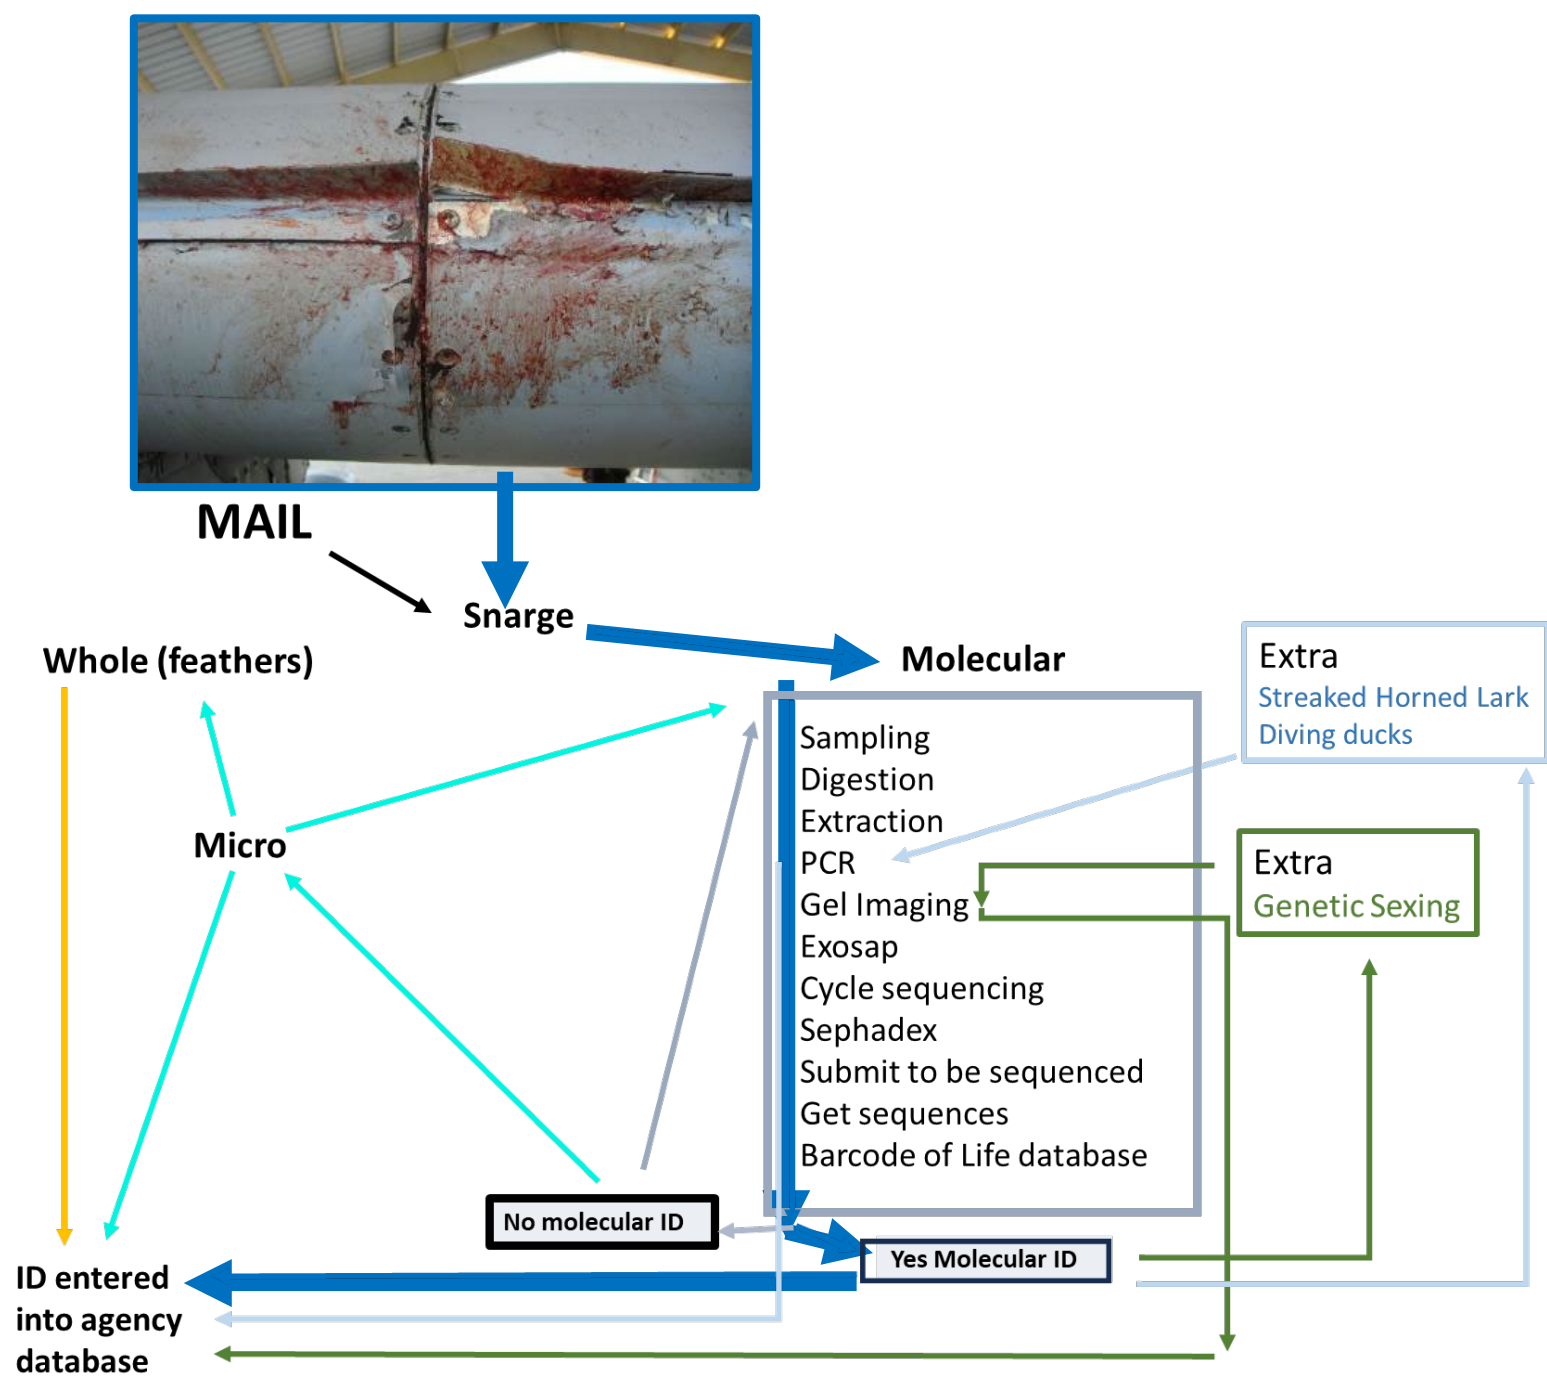 MAIL
Snarge
Whole (feathers)
Molecular
Micro
Sampling
Digestion
Extraction
PCR
Gel Imaging
Exosap
Cycle sequencing
Sephadex
Submit to be sequenced
Get sequences
Barcode of Life database
Extra
Streaked Horned Lark
Diving ducks
Extra
Genetic Sexing
No molecular ID
Yes Molecular ID
ID entered
into agency
database